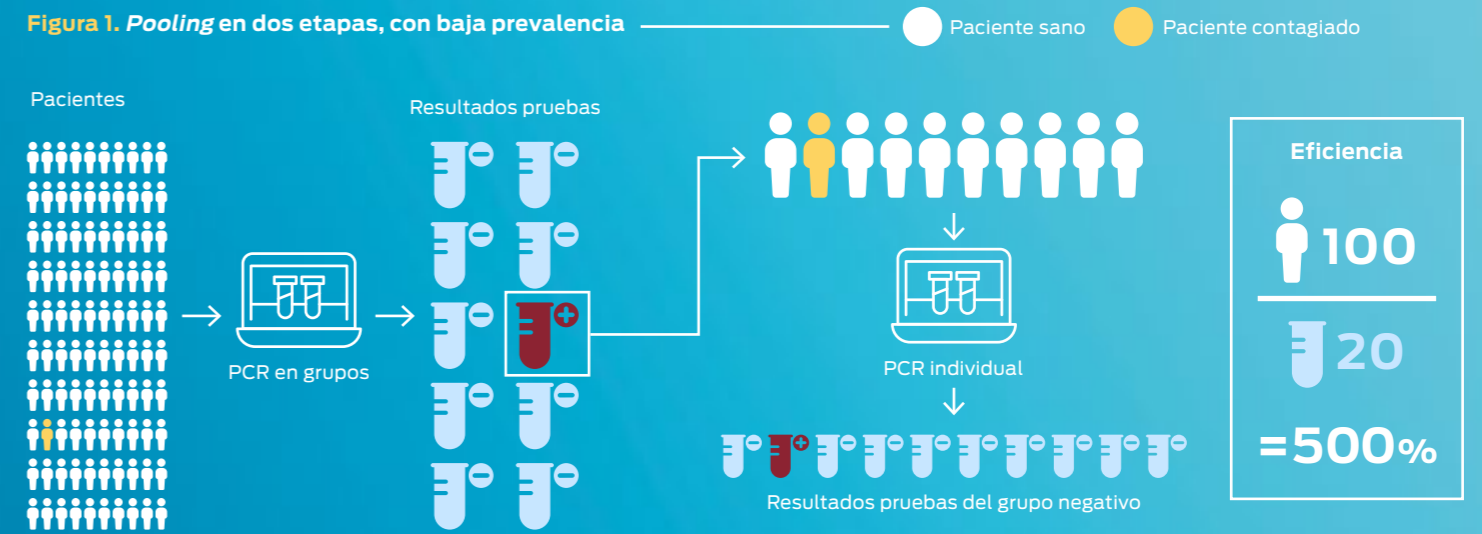 Figura 1. Pooling en dos etapas, con baja prevalencia
Paciente sano
Paciente contagiado
Pacientes
PCR en grupos
Resultados pruebas
PCR individual
Resultados pruebas del grupo negativo
Eficiencia
100
20
=500%